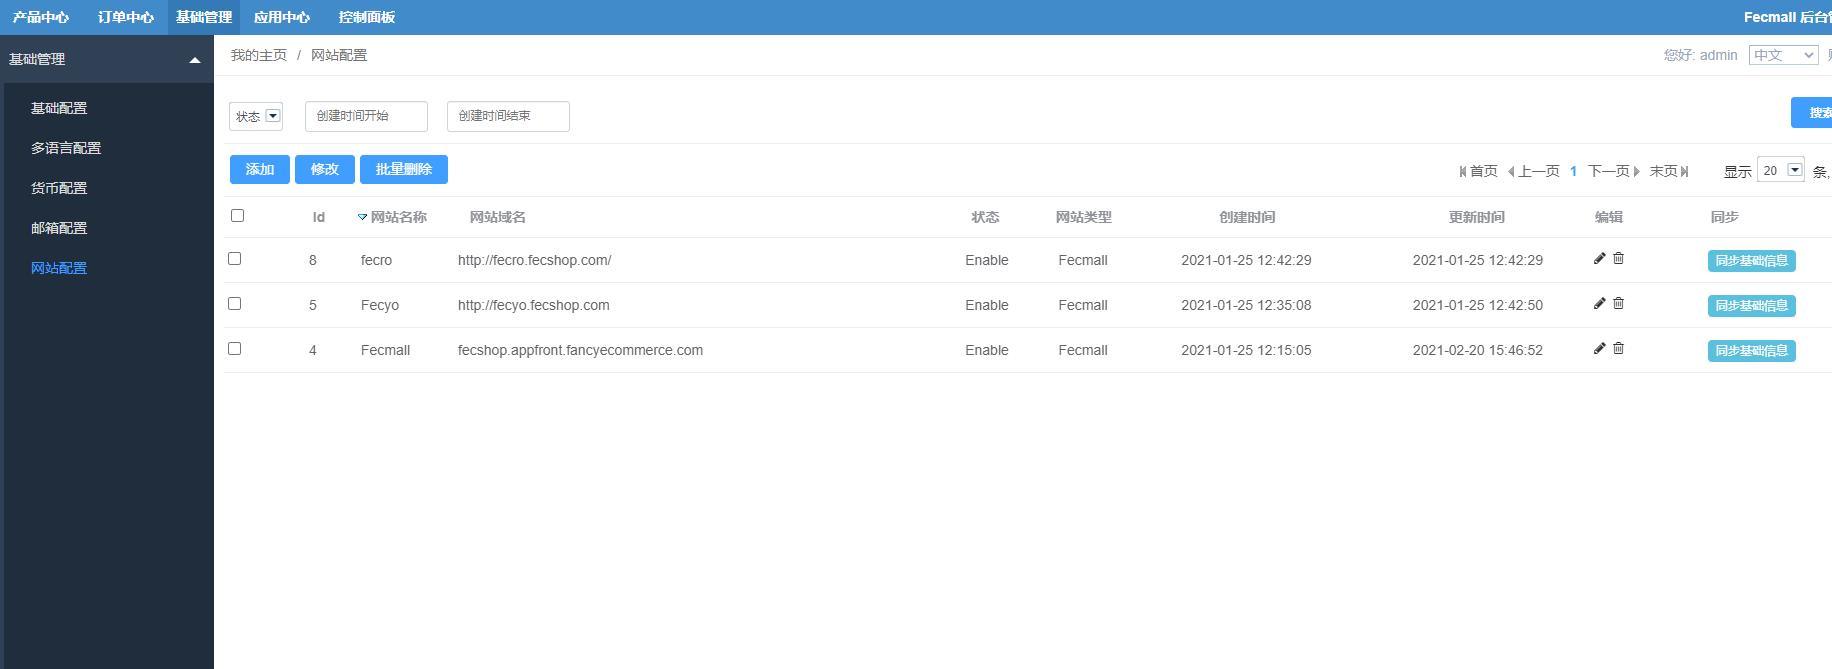 产品中心 订单中心 基础管理 应用中心 控制面板 Fecmall 后台
基础管理
基础配置
多语言配置
货币配置
邮箱配置
网站配置
我的主页 / 网站配置 您好: admin 中文
状态 创建时间开始 创建时间结束 搜索
添加 修改 批量删除 首页 上一页 1 下一页 末页 显示 20 条,
Id 网站名称 网站域名 状态 网站类型 创建时间 更新时间 编辑 同步
8 fecro http://fecro.fecshop.com/ Enable Fecmall 2021-01-25 12:42:29 2021-01-25 12:42:29 同步基础信息
5 Fecyo http://fecyo.fecshop.com Enable Fecmall 2021-01-25 12:35:08 2021-01-25 12:42:50 同步基础信息
4 Fecmall fecshop.appfront.fancyecommerce.com Enable Fecmall 2021-01-25 12:15:05 2021-02-20 15:46:52 同步基础信息